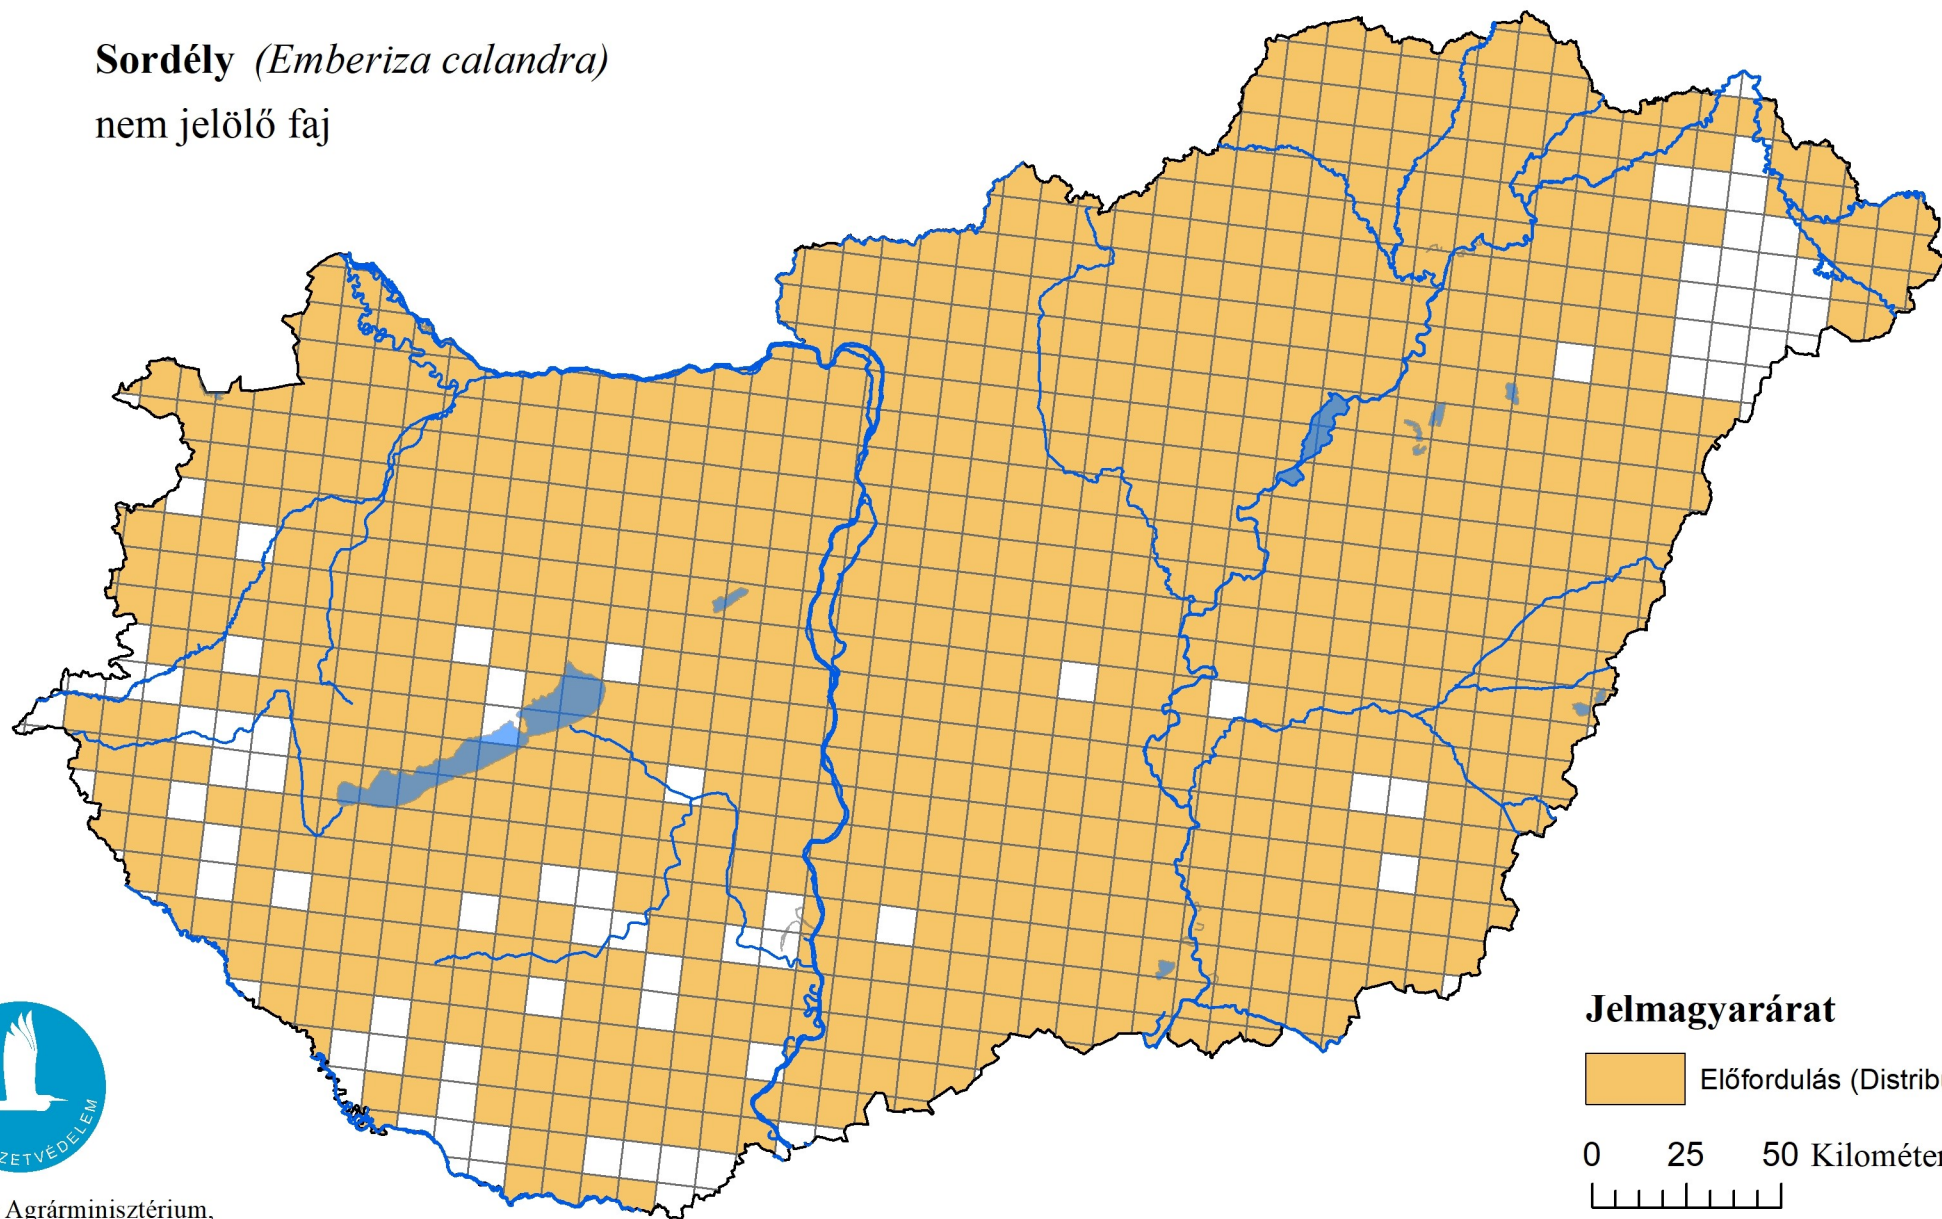 Sordély (Emberiza calandra)
nem jelölő faj
Jelmagyarárat
Előfordulás (Distrib
0 25 50 Kilométer
ZETVÉDELEM
Agrárminisztérium,